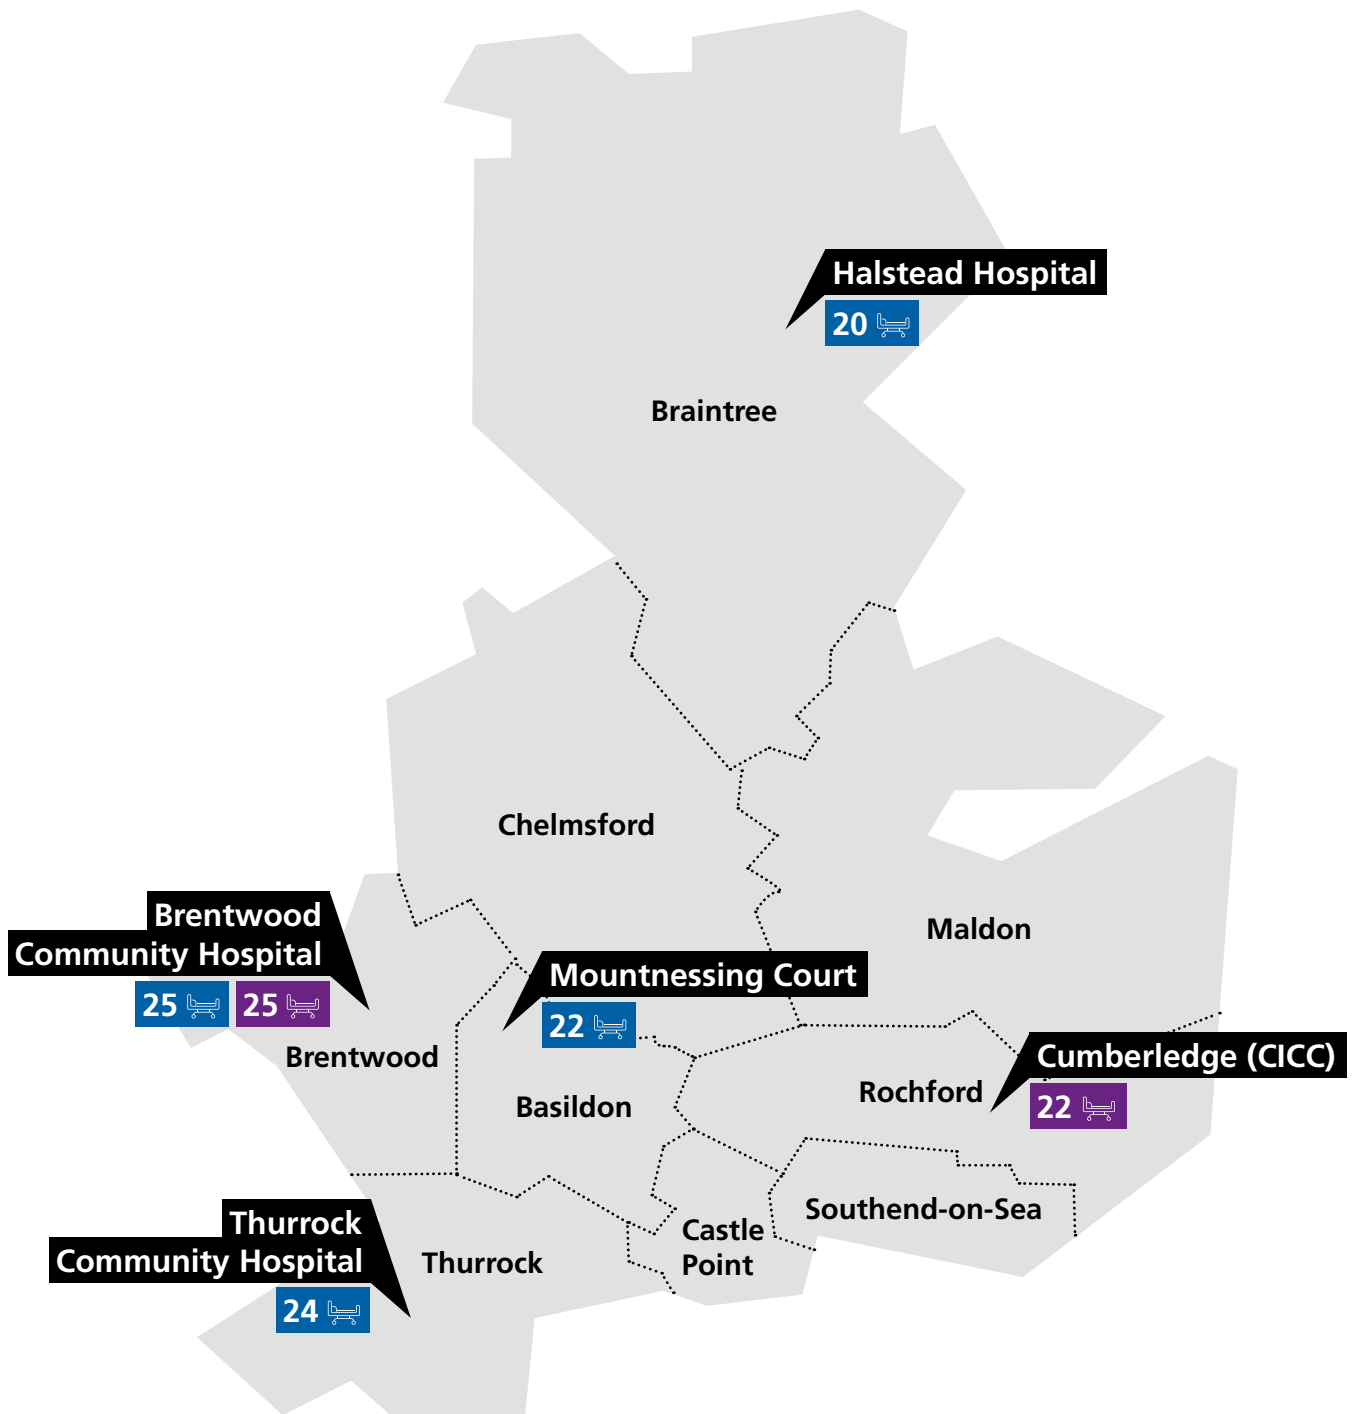 Halstead Hospital
20
Braintree
Chelmsford
Brentwood
Community Hospital
25 25
Maldon
Mountnessing Court
22
Brentwood
Cumberledge (CICC)
22
Rochford
Basildon
Southend-on-Sea
Thurrock
Community Hospital
24
Thurrock
Castle
Point